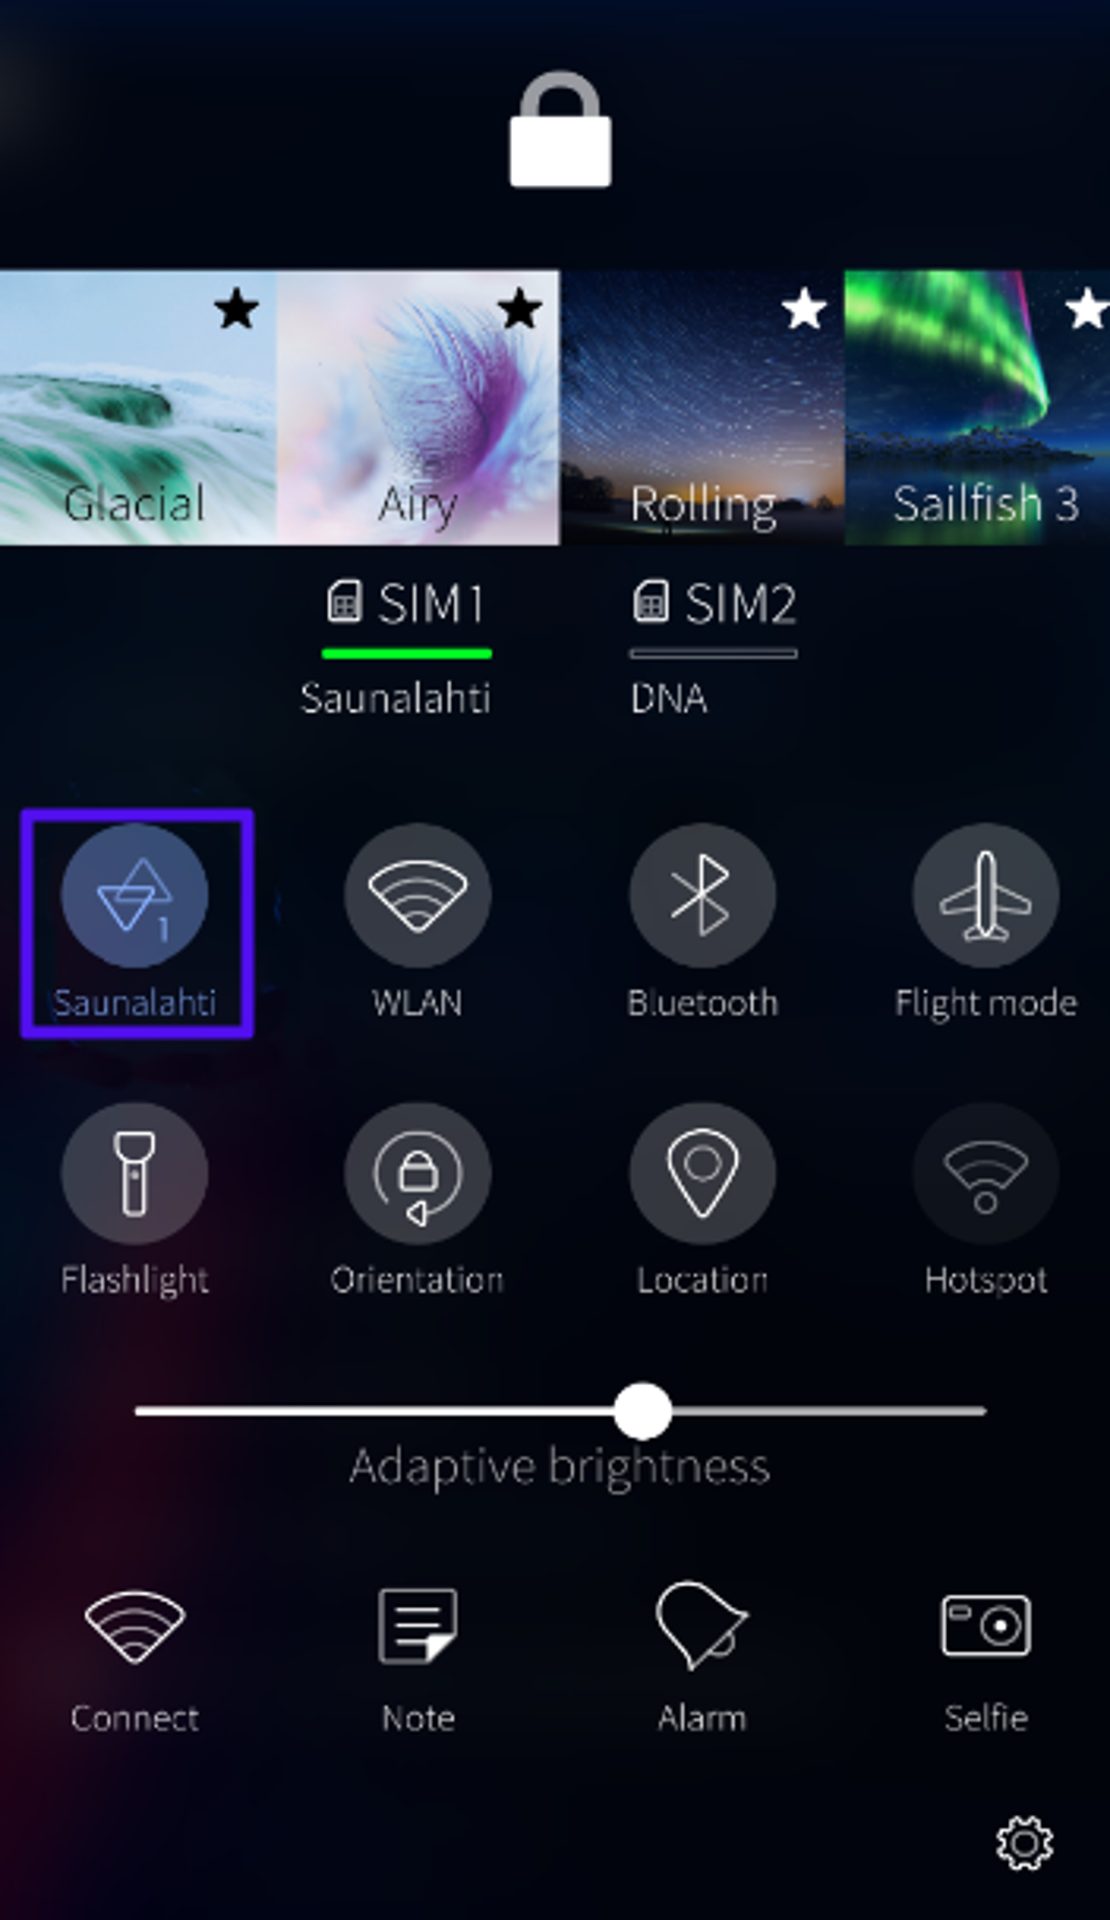 Glacial Airy Rolling Sailfish 3
SIM1 SIM2
Saunalahti DNA
1
Saunalahti WLAN Bluetooth Flight mode
Flashlight Orientation Location Hotspot
Adaptive brightness
Connect Note Alarm Selfie